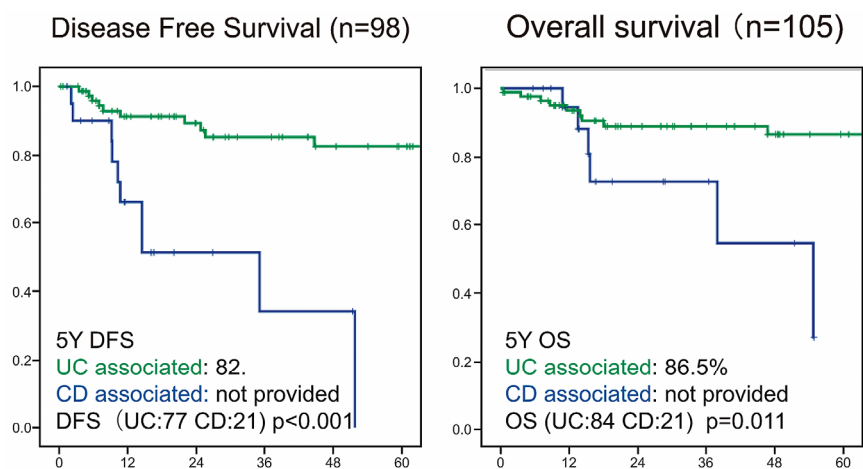 Disease Free Survival (n=98)
1.0
0.8
0.6
0.4
0.2
0.0
5Y DFS
UC associated: 82.
CD associated: not provided
DFS (UC:77 CD:21) p<0.001
0 12 24 36 48 60
Overall survival (n=105)
1.0
0.8
0.6
0.4
0.2
0.0
5Y OS
UC associated: 86.5%
CD associated: not provided
OS (UC:84 CD:21) p=0.011
0 12 24 36 48 60